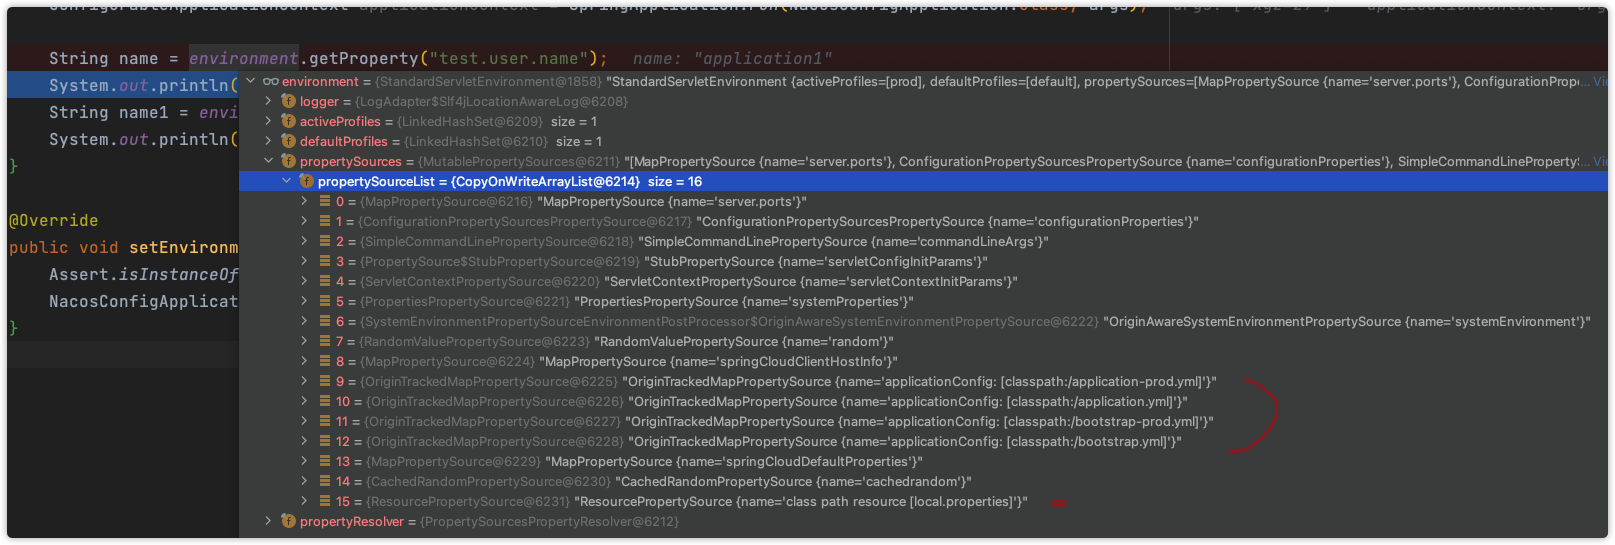 String name = environment.getProperty("test.user.name");   name: "application1"
System.out.println(
String name1 = envi
System.out.println(
}
@Override
public void setEnvironm
Assert.isInstanceOf
NacosConfigApplicat
}
environment = {StandardServletEnvironment@1858} "StandardServletEnvironment {activeProfiles=[prod], defaultProfiles=[default], propertySources=[MapPropertySource {name='server.ports'}, ConfigurationPrope... View
logger = {LogAdapter$Slf4jLocationAwareLog@6208}
activeProfiles = {LinkedHashSet@6209}  size = 1
defaultProfiles = {LinkedHashSet@6210}  size = 1
propertySources = {MutablePropertySources@6211} "[MapPropertySource {name='server.ports'}, ConfigurationPropertySourcesPropertySource {name='configurationProperties'}, SimpleCommandLineProperty... Vie
propertySourceList = {CopyOnWriteArrayList@6214}  size = 16
0 = {MapPropertySource@6216} "MapPropertySource {name='server.ports'}"
1 = {ConfigurationPropertySourcesPropertySource@6217} "ConfigurationPropertySourcesPropertySource {name='configurationProperties'}"
2 = {SimpleCommandLinePropertySource@6218} "SimpleCommandLinePropertySource {name='commandLineArgs'}"
3 = {PropertySource$StubPropertySource@6219} "StubPropertySource {name='servletConfigInitParams'}"
4 = {ServletContextPropertySource@6220} "ServletContextPropertySource {name='servletContextInitParams'}"
5 = {PropertiesPropertySource@6221} "PropertiesPropertySource {name='systemProperties'}"
6 = {SystemEnvironmentPropertySourceEnvironmentPostProcessor$OriginAwareSystemEnvironmentPropertySource@6222} "OriginAwareSystemEnvironmentPropertySource {name='systemEnvironment'}"
7 = {RandomValuePropertySource@6223} "RandomValuePropertySource {name='random'}"
8 = {MapPropertySource@6224} "MapPropertySource {name='springCloudClientHostInfo'}"
9 = {OriginTrackedMapPropertySource@6225} "OriginTrackedMapPropertySource {name='applicationConfig: [classpath:/application-prod.yml]'}"
10 = {OriginTrackedMapPropertySource@6226} "OriginTrackedMapPropertySource {name='applicationConfig: [classpath:/application.yml]'}"
11 = {OriginTrackedMapPropertySource@6227} "OriginTrackedMapPropertySource {name='applicationConfig: [classpath:/bootstrap-prod.yml]'}"
12 = {OriginTrackedMapPropertySource@6228} "OriginTrackedMapPropertySource {name='applicationConfig: [classpath:/bootstrap.yml]'}"
13 = {MapPropertySource@6229} "MapPropertySource {name='springCloudDefaultProperties'}"
14 = {CachedRandomPropertySource@6230} "CachedRandomPropertySource {name='cachedrandom'}"
15 = {ResourcePropertySource@6231} "ResourcePropertySource {name='class path resource [local.properties]'}"
propertyResolver = {PropertySourcesPropertyResolver@6212}